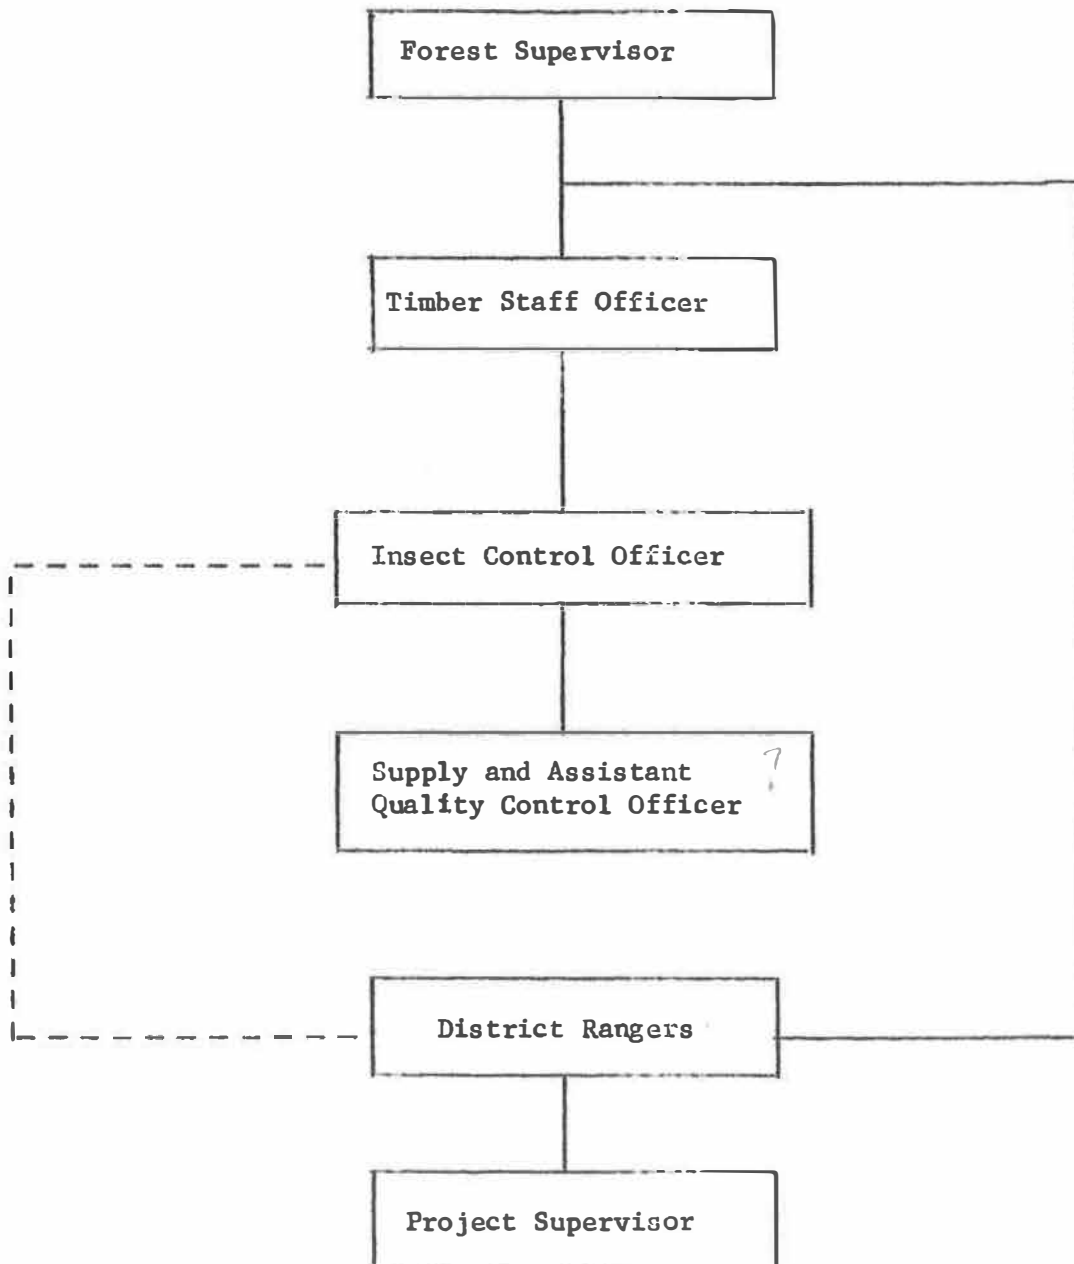 Forest Supervisor
Timber Staff Officer
Insect Control Officer
Supply and Assistant ?
Quality Control Officer
District Rangers
Project Supervisor